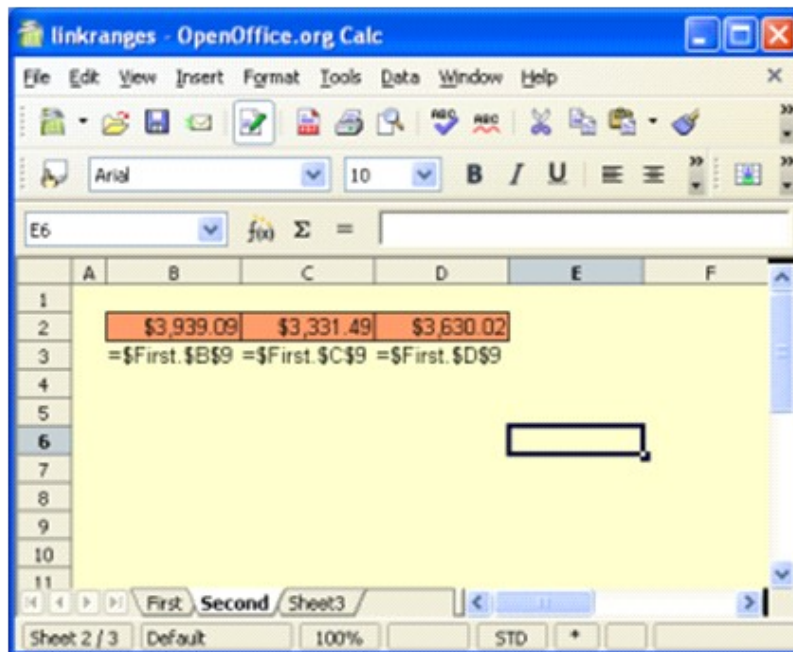 linkranges - OpenOffice.org Calc
File Edit View Insert Format Tools Data Window Help
ABC ABC
Arial 10 B I U
E6 f(x) Σ =
A B C D E F
1
2 $3,939.09 $3,331.49 $3,630.02
3 =$First.$B$9 =$First.$C$9 =$First.$D$9
4
5
6
7
8
9
10
11
First Second Sheet3
Sheet 2 / 3 Default 100% STD *